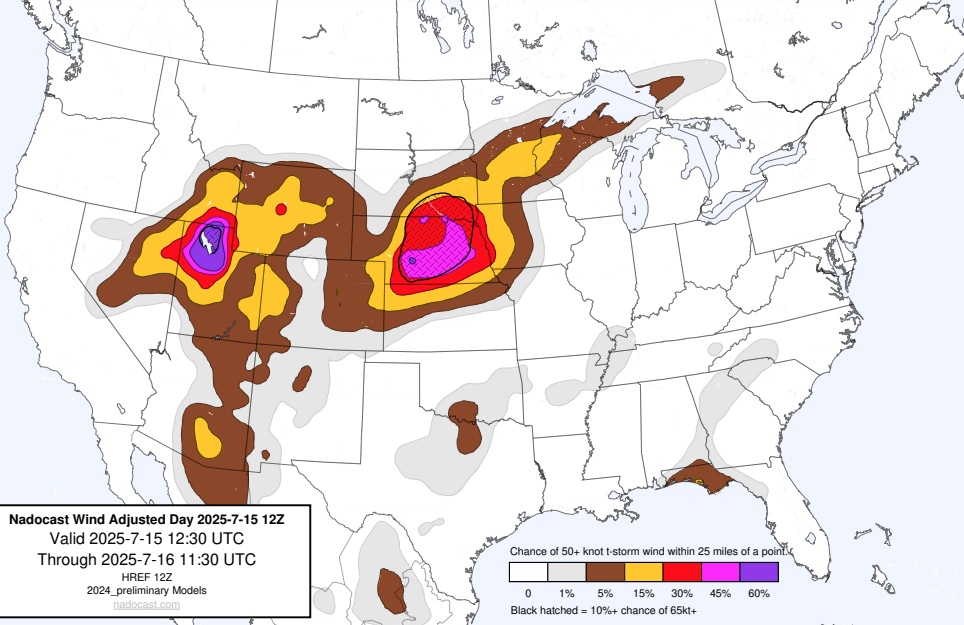 Nadocast Wind Adjusted Day 2025-7-15 12Z
Valid 2025-7-15 12:30 UTC
Through 2025-7-16 11:30 UTC
HREF 12Z
2024_preliminary Models
nadocast.com
Chance of 50+ knot t-storm wind within 25 miles of a point.
0 1% 5% 15% 30% 45% 60%
Black hatched = 10%+ chance of 65kt+